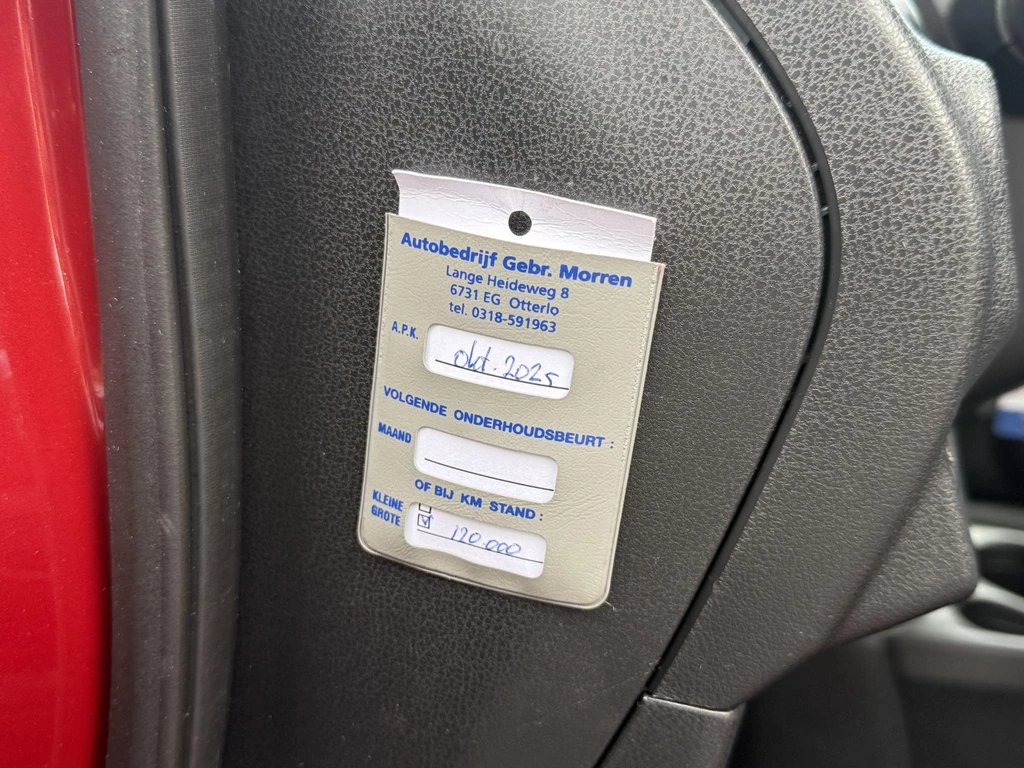 Autobedrijf Gebr. Morren
Lange Heideweg 8
6731 EG Otterlo
tel. 0318-591963
A.P.K.
okt. 2025
VOLGENDE ONDERHOUDSBEURT :
MAAND
OF BIJ KM STAND :
KLEINE
GROTE
120.000